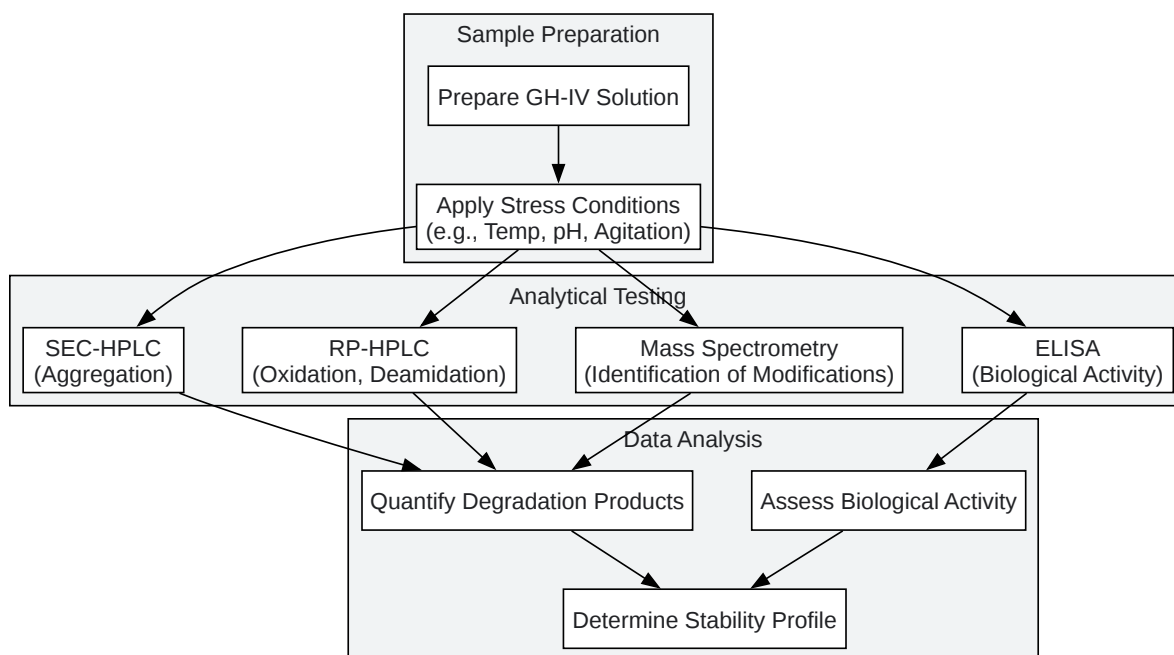 Sample Preparation
Prepare GH-IV Solution
Apply Stress Conditions
(e.g., Temp, pH, Agitation)
Analytical Testing
SEC-HPLC
(Aggregation)
RP-HPLC
(Oxidation, Deamidation)
Mass Spectrometry
(Identification of Modifications)
ELISA
(Biological Activity)
Data Analysis
Quantify Degradation Products
Assess Biological Activity
Determine Stability Profile